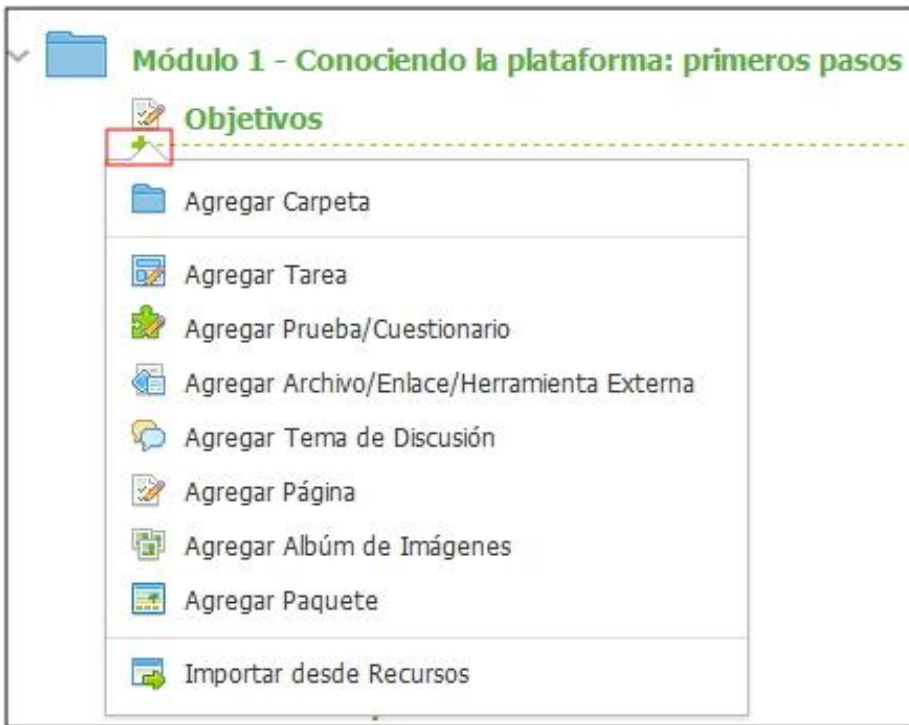 Módulo 1 - Conociendo la plataforma: primeros pasos
Objetivos
Agregar Carpeta
Agregar Tarea
Agregar Prueba/Cuestionario
Agregar Archivo/Enlace/Herramienta Externa
Agregar Tema de Discusión
Agregar Página
Agregar Albúm de Imágenes
Agregar Paquete
Importar desde Recursos